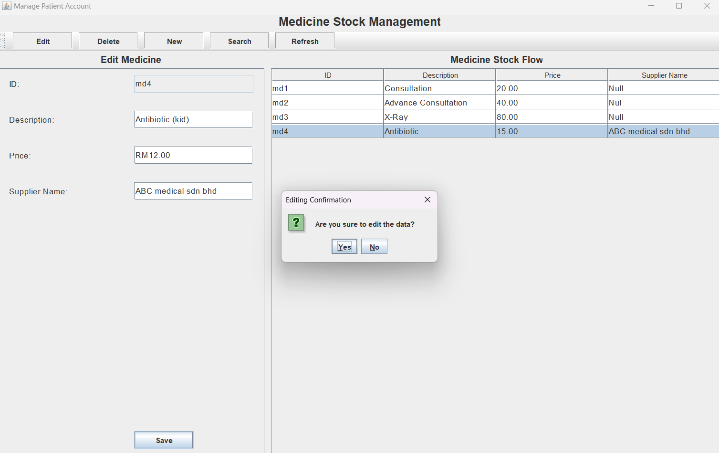 Manage Patient Account
Medicine Stock Management
Edit Delete New Search Refresh
Edit Medicine
ID: md4
Description: Antibiotic (kid)
Price: RM12.00
Supplier Name: ABC medical sdn bhd
Save
Medicine Stock Flow
ID Description Price Supplier Name
md1 Consultation 20.00 Null
md2 Advance Consultation 40.00 Nul
md3 X-Ray 80.00 Null
md4 Antibiotic 15.00 ABC medical sdn bhd
Editing Confirmation
? Are you sure to edit the data?
Yes No